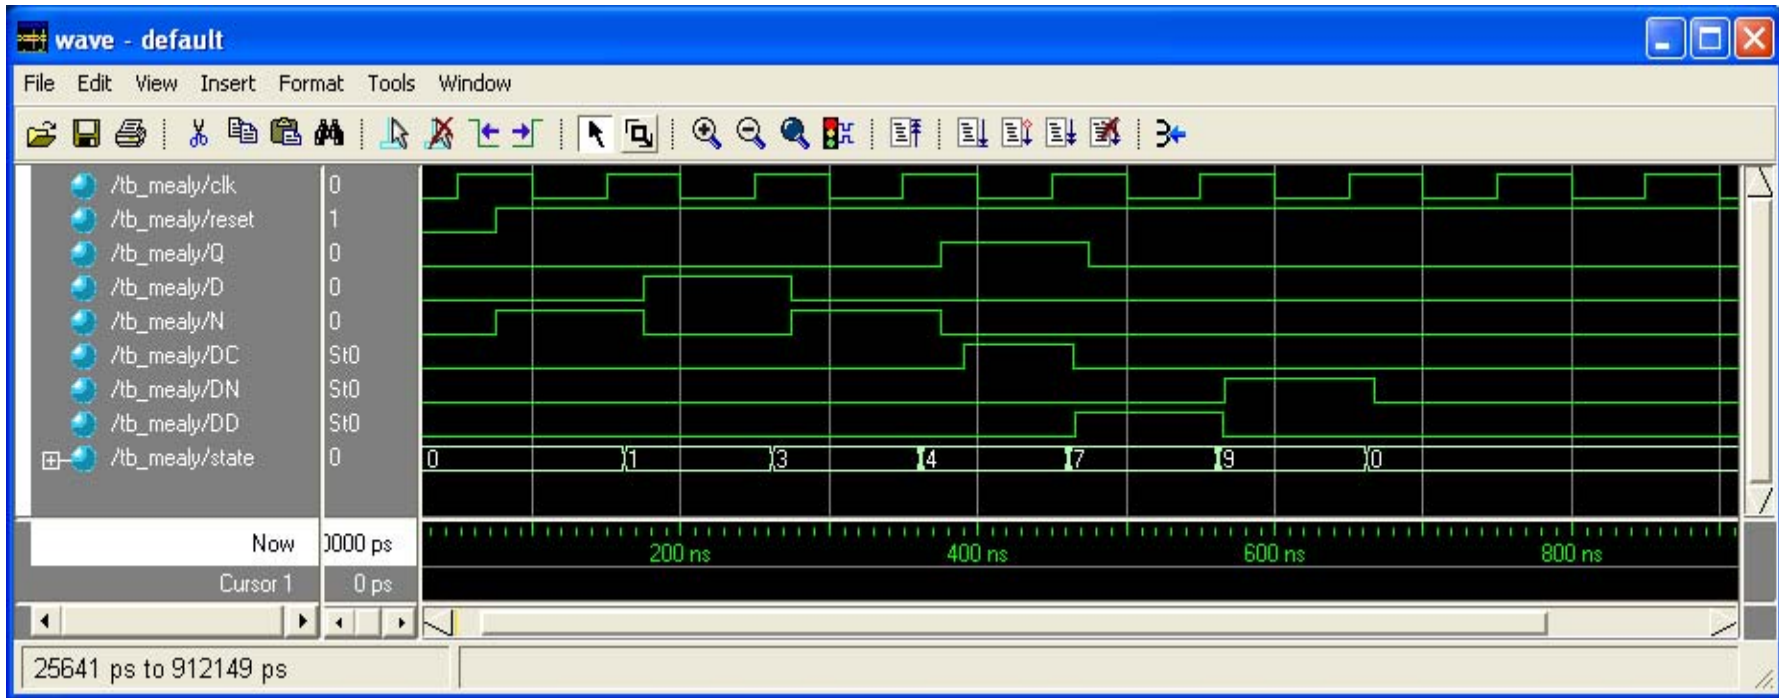 wave - default
File Edit View Insert Format Tools Window
/tb_mealy/clk 0
/tb_mealy/reset 1
/tb_mealy/Q 0
/tb_mealy/D 0
/tb_mealy/N 0
/tb_mealy/DC St0
/tb_mealy/DN St0
/tb_mealy/DD St0
/tb_mealy/state 0 0 1 3 4 7 9 0
Now 0000 ps 200 ns 400 ns 600 ns 800 ns
Cursor 1 0 ps
25641 ps to 912149 ps